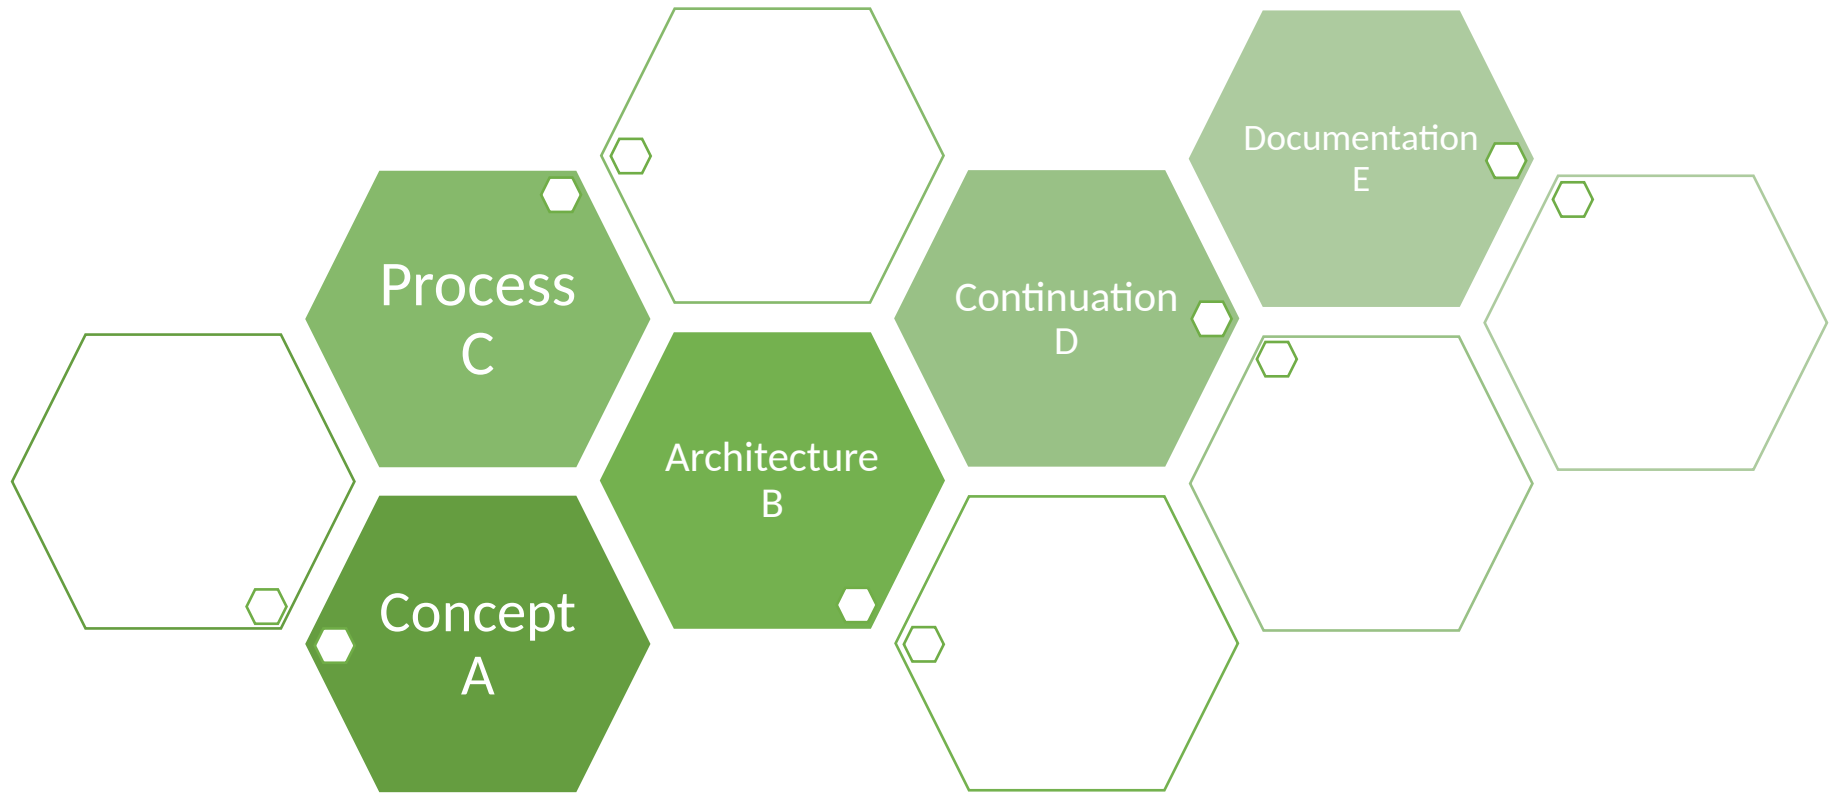 Process
C
Concept
A
Architecture
B
Continuation
D
Documentation
E